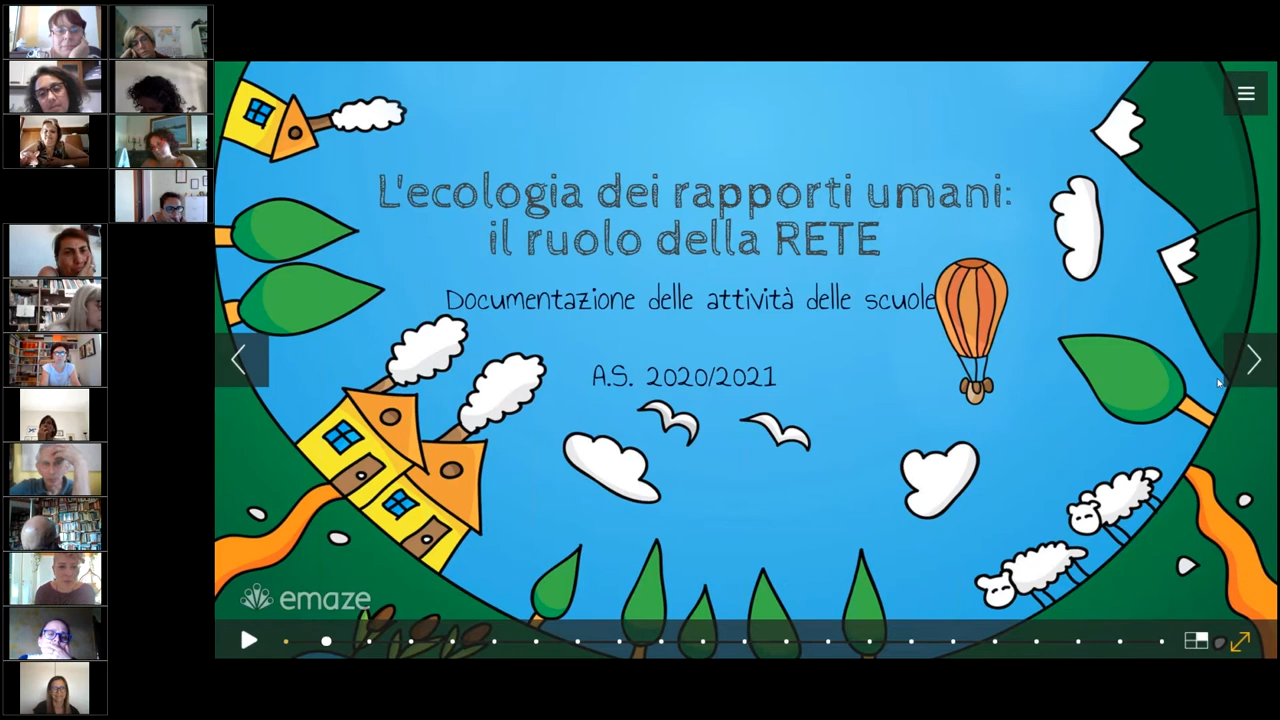 L'ecologia dei rapporti umani:
il ruolo della RETE
Documentazione delle attività delle scuole
A.S. 2020/2021
emaze